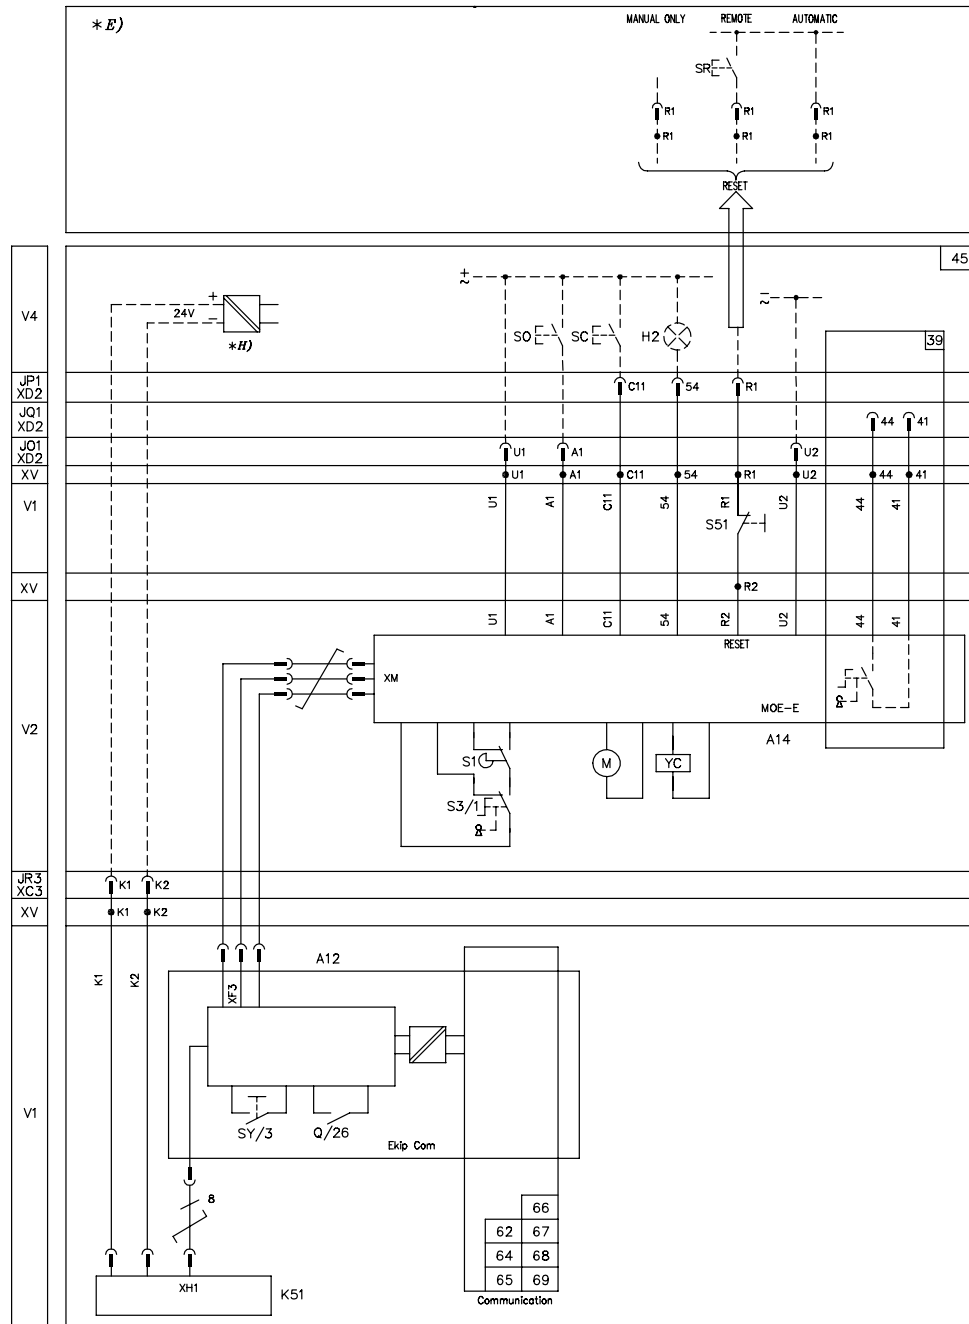 *E)
MANUAL ONLY REMOTE AUTOMATIC
SR
R1 R1 R1
R1 R1 R1
RESET
45
V4
+
24V
−
*H)
+
~
SO SC H2
−
~
39
JP1
XD2
C11 54 R1
JQ1
XD2
44 41
JO1
XD2
U1 A1 U2
XV
U1 A1 C11 54 R1 U2 44 41
V1
U1 A1 C11 54 R1 U2 44 41
S51
XV
R2
U1 A1 C11 54 R2 U2 44 41
RESET
XM
MOE-E
A14
V2
S1
M
YC
S3/1
JR3
XC3
K1 K2
XV
K1 K2
K1 K2
XF3
A12
V1
SY/3 Q/26
Ekip Com
8
66
62 67
64 68
65 69
XH1
K51
Communication